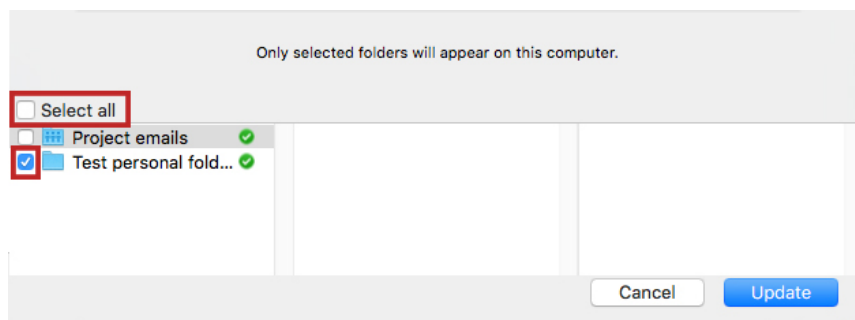 Only selected folders will appear on this computer.
Select all
Project emails
Test personal fold...
Cancel Update